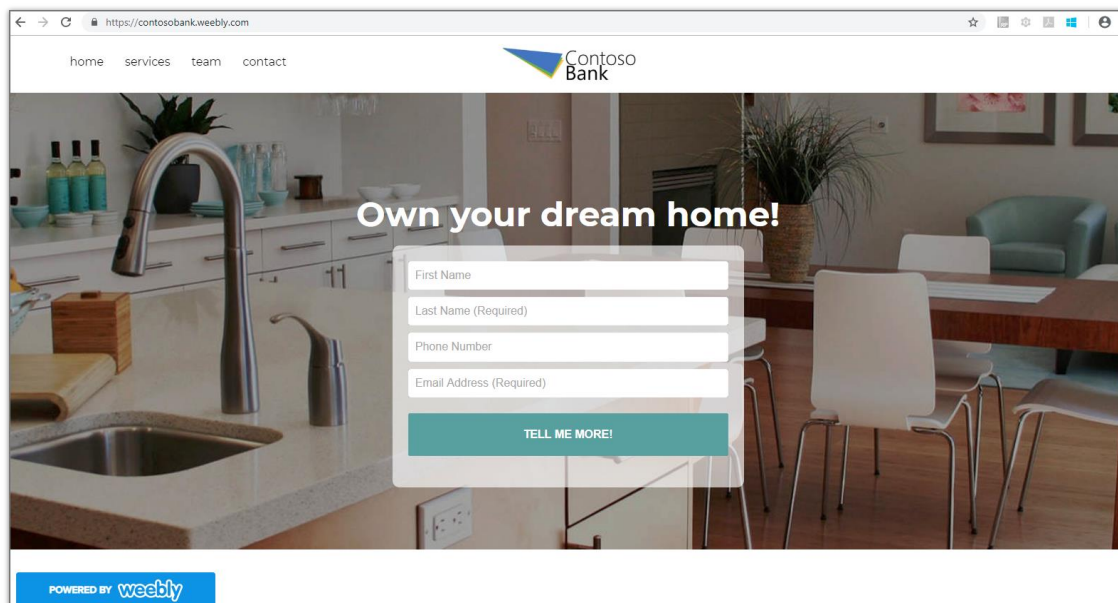 https://contosobank.weebly.com
home services team contact
Contoso
Bank
Own your dream home!
First Name
Last Name (Required)
Phone Number
Email Address (Required)
TELL ME MORE!
POWERED BY weebly